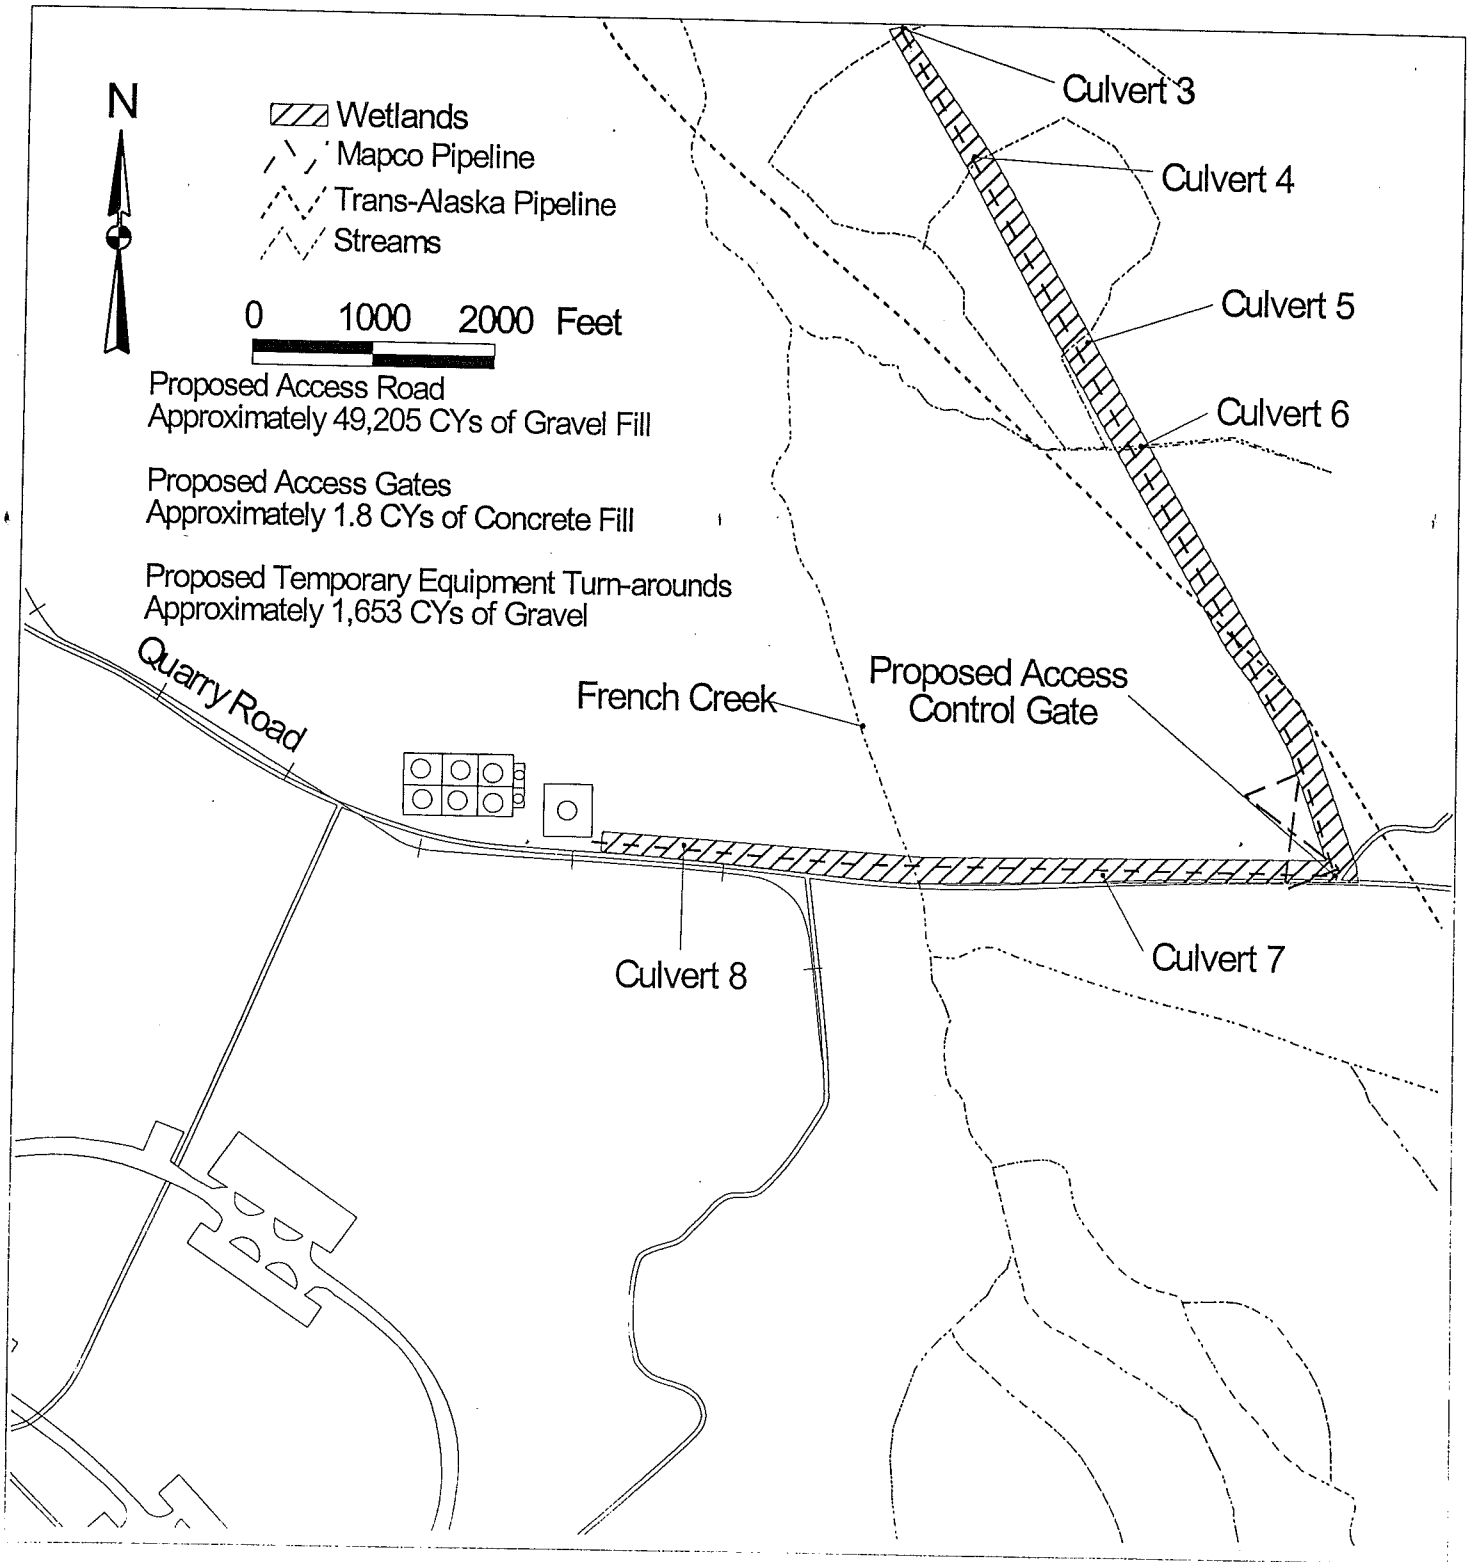 N
Wetlands
Mapco Pipeline
Trans-Alaska Pipeline
Streams
0 1000 2000 Feet
Proposed Access Road
Approximately 49,205 CYs of Gravel Fill
Proposed Access Gates
Approximately 1.8 CYs of Concrete Fill
Proposed Temporary Equipment Turn-arounds
Approximately 1,653 CYs of Gravel
Culvert 3
Culvert 4
Culvert 5
Culvert 6
Quarry Road
French Creek
Proposed Access
Control Gate
Culvert 7
Culvert 8